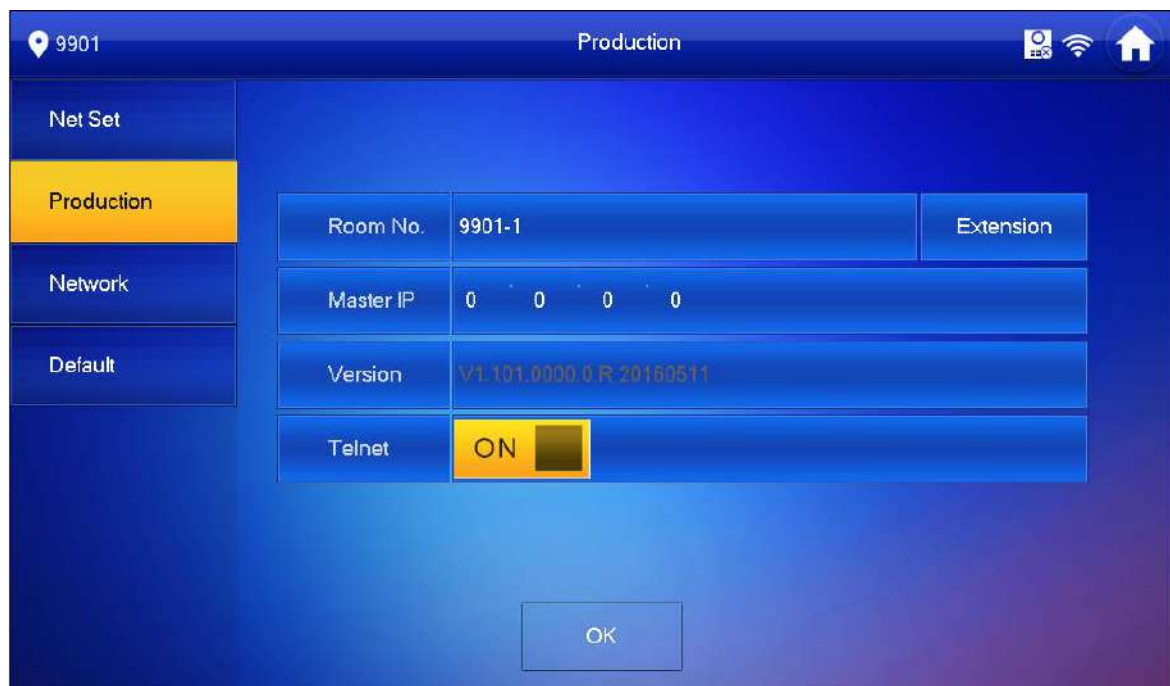 9901 Production
Net Set
Production
Room No. 9901-1 Extension
Network
Master IP 0 . 0 . 0 . 0
Default
Version V1.101.0000.0.R.20160511
Telnet ON
OK